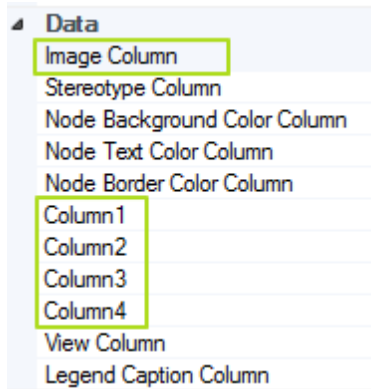 Data
Image Column
Stereotype Column
Node Background Color Column
Node Text Color Column
Node Border Color Column
Column1
Column2
Column3
Column4
View Column
Legend Caption Column